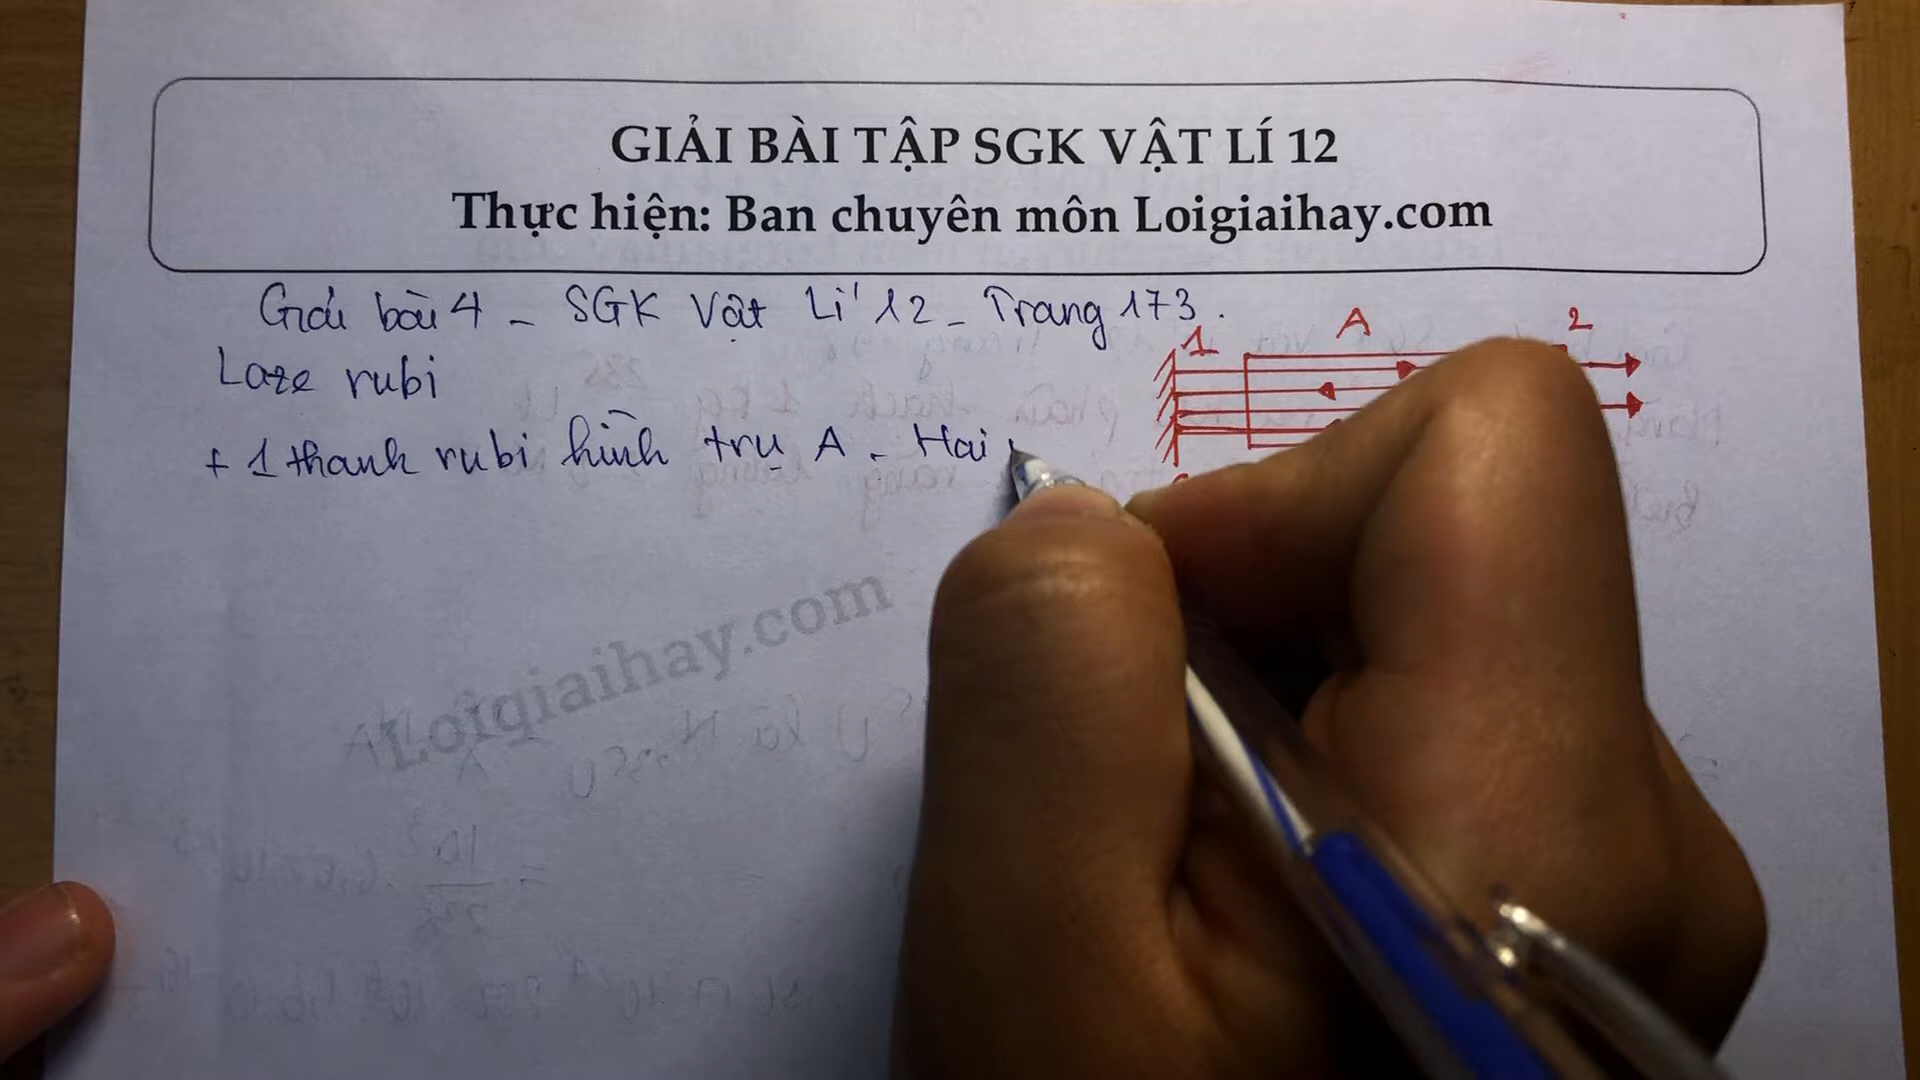 GIẢI BÀI TẬP SGK VẬT LÍ 12
Thực hiện: Ban chuyên môn Loigiaihay.com
Giải bài 4 - SGK Vật Lí 12 - Trang 173.
Laze rubi
+ 1 thanh rubi hình trụ A. Hai
1
A
2
Loigiaihay.com